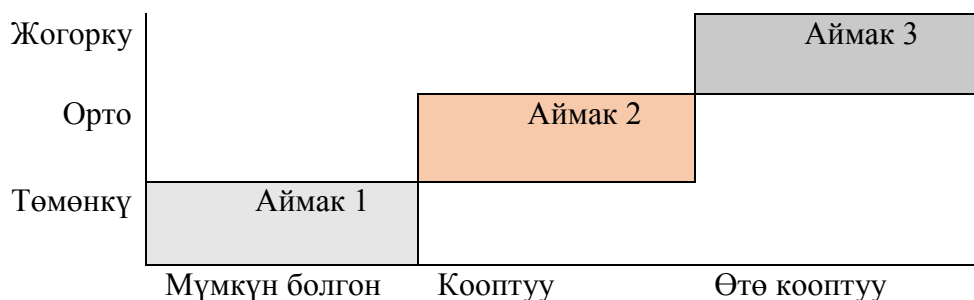 Жогорку Аймак 3
Орто Аймак 2
Төмөнкү Аймак 1
Мүмкүн болгон Кооптуу Өтө кооптуу